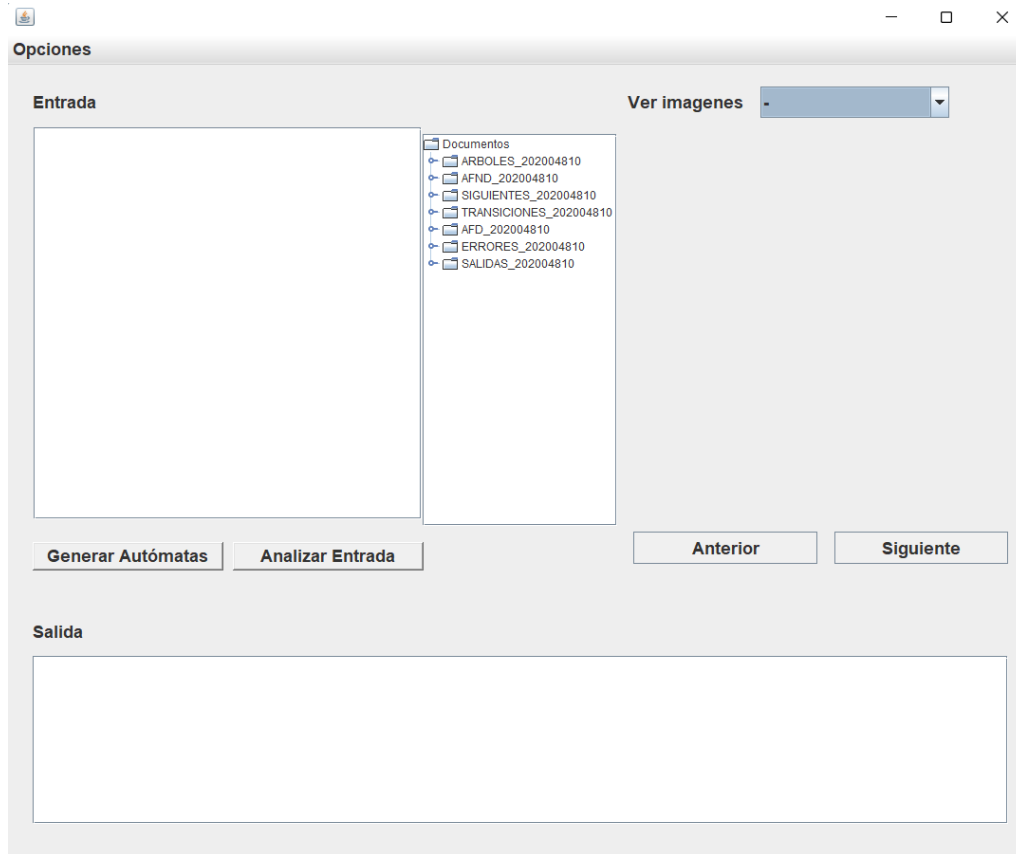 Opciones
Entrada
Ver imagenes -
Documentos
ARBOLES_202004810
AFND_202004810
SIGUIENTES_202004810
TRANSICIONES_202004810
AFD_202004810
ERRORES_202004810
SALIDAS_202004810
Generar Autómatas Analizar Entrada
Anterior Siguiente
Salida